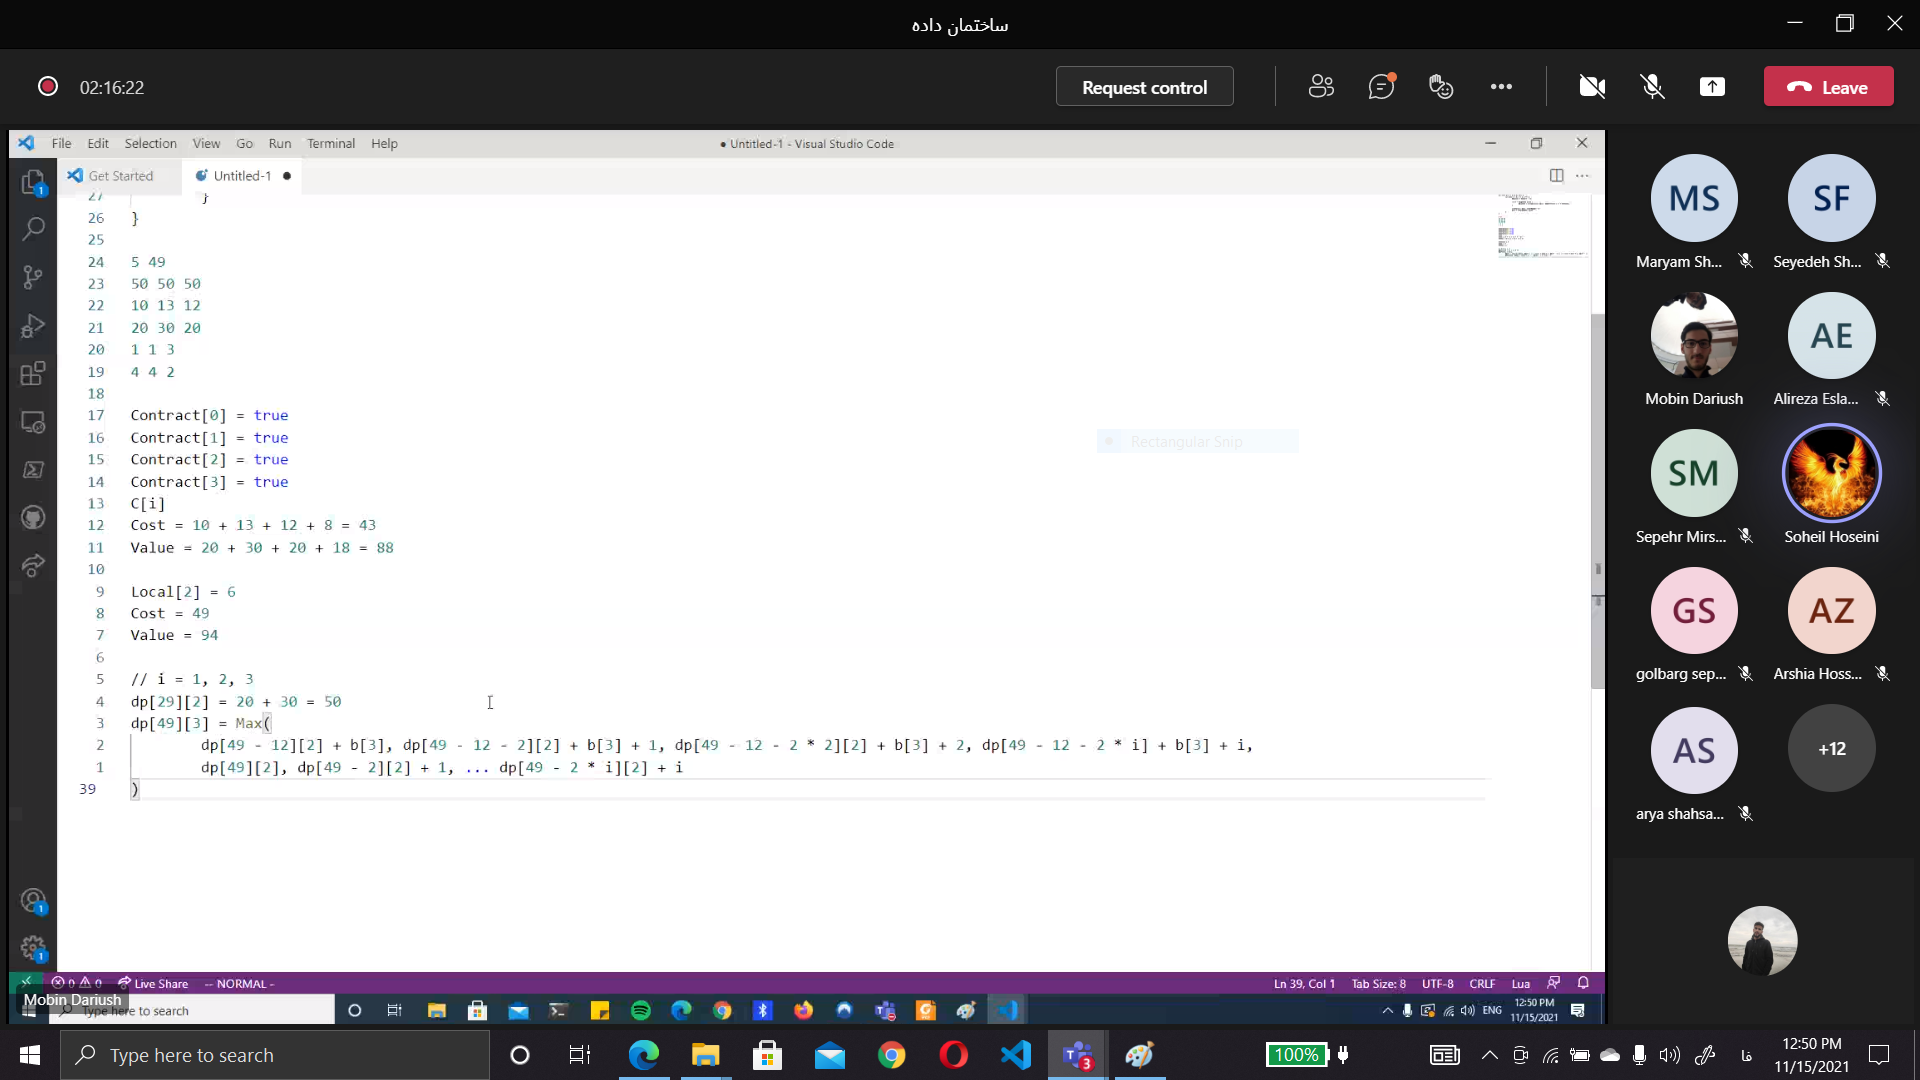 ساختمان داده
02:16:22
Request control
Leave
File Edit Selection View Go Run Terminal Help
● Untitled-1 - Visual Studio Code
Get Started
Untitled-1 ●
27 }
26 }
25
24 5 49
23 50 50 50
22 10 13 12
21 20 30 20
20 1 1 3
19 4 4 2
18
17 Contract[0] = true
16 Contract[1] = true
15 Contract[2] = true
14 Contract[3] = true
13 C[i]
12 Cost = 10 + 13 + 12 + 8 = 43
11 Value = 20 + 30 + 20 + 18 = 88
10
9 Local[2] = 6
8 Cost = 49
7 Value = 94
6
5 // i = 1, 2, 3
4 dp[29][2] = 20 + 30 = 50
3 dp[49][3] = Max(
2 dp[49 - 12][2] + b[3], dp[49 - 12 - 2][2] + b[3] + 1, dp[49 - 12 - 2 * 2][2] + b[3] + 2, dp[49 - 12 - 2 * i] + b[3] + i,
1 dp[49][2], dp[49 - 2][2] + 1, ... dp[49 - 2 * i][2] + i
39 )
Rectangular Snip
MS
Maryam Sh...
SF
Seyedeh Sh...
Mobin Dariush
AE
Alireza Esla...
SM
Sepehr Mirs...
Soheil Hoseini
GS
golbarg sep...
AZ
Arshia Hoss...
AS
arya shahsa...
+12
0 0 Live Share -- NORMAL -
Ln 39, Col 1 Tab Size: 8 UTF-8 CRLF Lua
Mobin Dariush
Type here to search
ENG
12:50 PM
11/15/2021
Type here to search
3
100%
فا
12:50 PM
11/15/2021